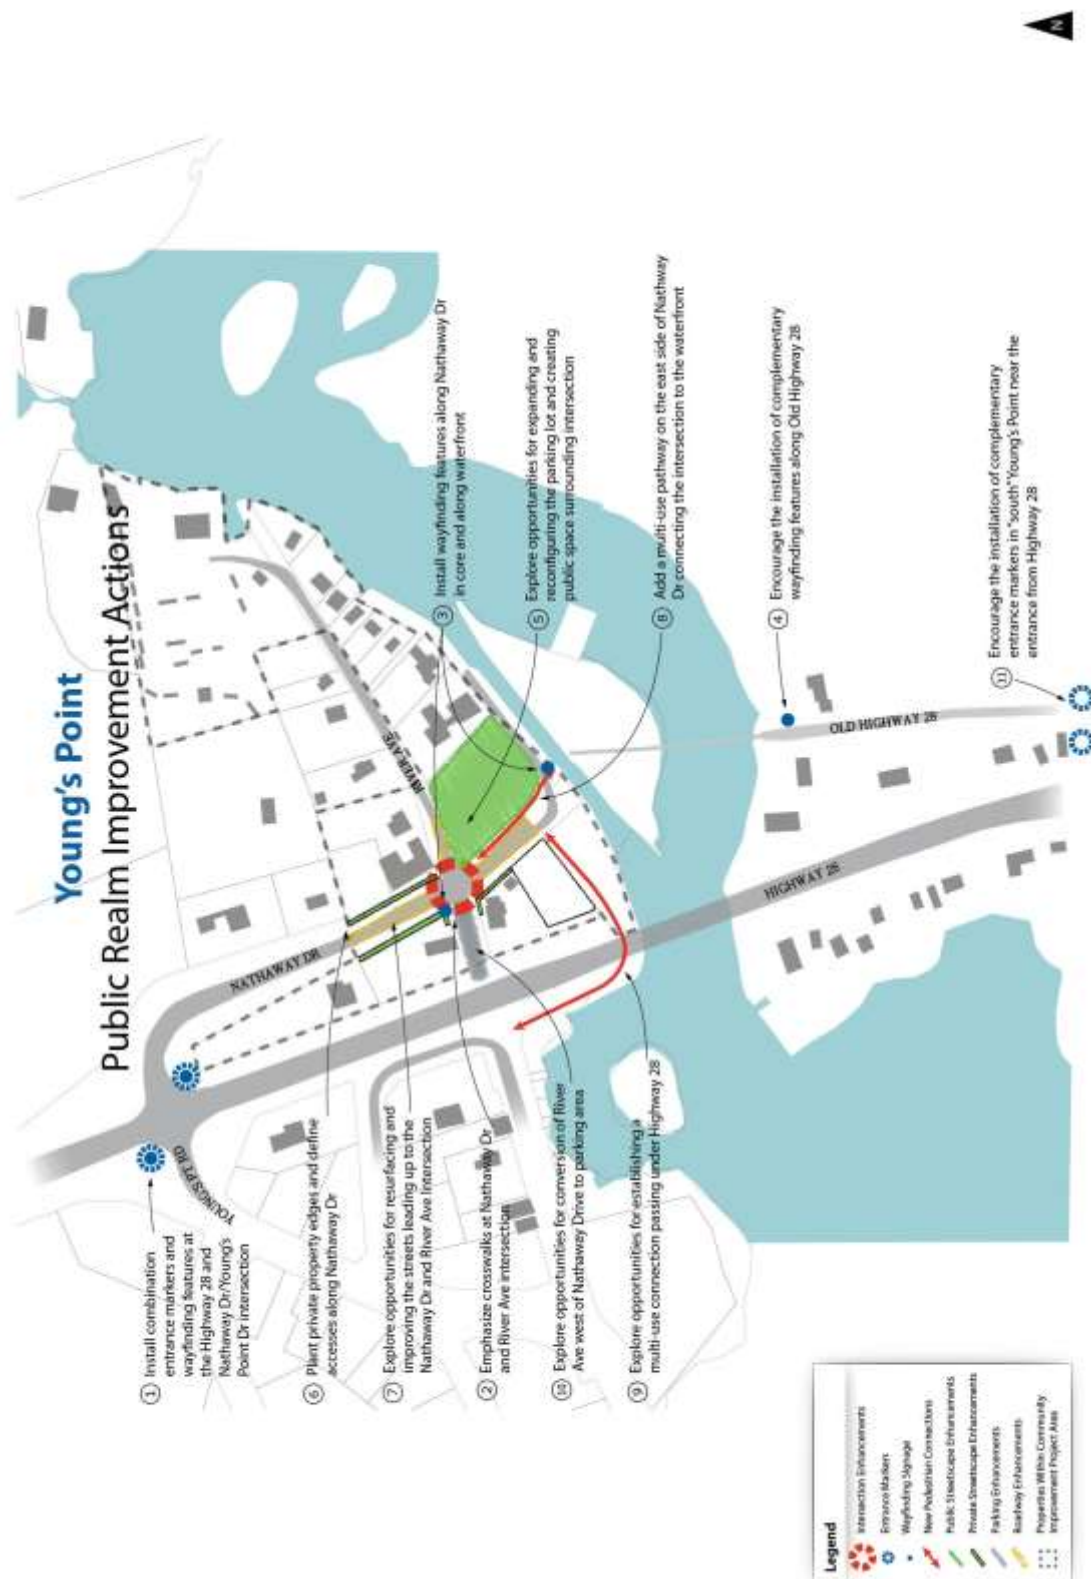 Young's Point
Public Realm Improvement Actions
N
1 Install combination
entrance markers and
wayfinding features at
the Highway 28 and
Nathaway Dr/Young's
Point Dr intersection
6 Plant private property edges and define
accesses along Nathaway Dr
7 Explore opportunities for resurfacing and
improving the streets leading up to the
Nathaway Dr and River Ave Intersection
2 Emphasize crosswalks at Nathaway Dr
and River Ave intersection
10 Explore opportunities for conversion of River
Ave west of Nathaway Drive to parking area
9 Explore opportunities for establishing a
multi-use connection passing under Highway 28
3 Install wayfinding features along Nathaway Dr
in core and along waterfront
5 Explore opportunities for expanding and
reconfiguring the parking lot and creating
public space surrounding intersection
8 Add a multi-use pathway on the east side of Nathway
Dr connecting the intersection to the waterfront
4 Encourage the installation of complementary
wayfinding features along Old Highway 28
11 Encourage the installation of complementary
entrance markers in "south" Young's Point near the
entrance from Highway 28
YOUNG'S PT RD
NATHAWAY DR
RIVER AVE
HIGHWAY 28
OLD HIGHWAY 28
Legend
Intersection Enhancements
Entrance Markers
Wayfinding Signage
New Pedestrian Connections
Public Streetscape Enhancements
Private Streetscape Enhancements
Parking Enhancements
Roadway Enhancements
Properties Within Community
Improvement Project Area